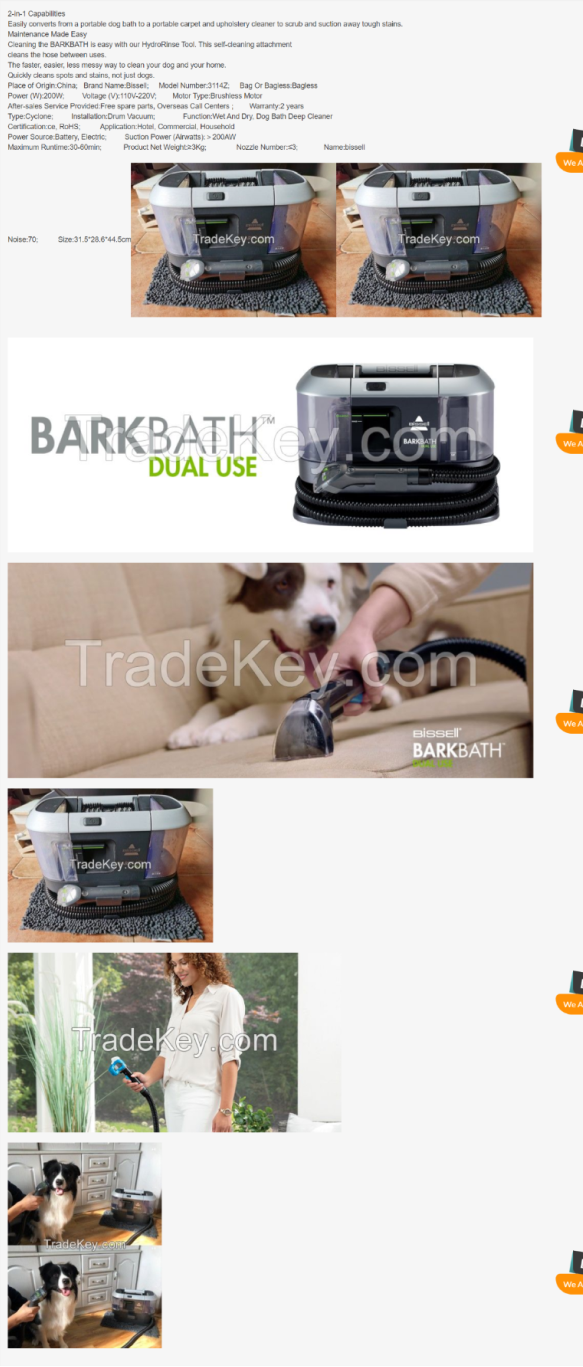 2-in-1 Capabilities
Easily converts from a portable dog bath to a portable carpet and upholstery cleaner to scrub and suction away tough stains.
Maintenance Made Easy
Cleaning the BARKBATH is easy with our HydroRinse Tool. This self-cleaning attachment
cleans the hose between uses.
The faster, easier, less messy way to clean your dog and your home.
Quickly cleans spots and stains, not just dogs.
Place of Origin:China; Brand Name:Bissell; Model Number:3114Z; Bag Or Bagless:Bagless
Power (W):200W; Voltage (V):110V-220V; Motor Type:Brushless Motor
After-sales Service Provided:Free spare parts, Overseas Call Centers ; Warranty:2 years
Type:Cyclone; Installation:Drum Vacuum; Function:Wet And Dry, Dog Bath Deep Cleaner
Certification:ce, RoHS; Application:Hotel, Commercial, Household
Power Source:Battery, Electric, Suction Power (Airwatts):＞200AW
Maximum Runtime:30-60min; Product Net Weight:≥3Kg; Nozzle Number:≤3; Name:bissell
We A
TradeKey.com TradeKey.com
Noise:70; Size:31.5*28.6*44.5cm
BARKBATH™
DUAL USE
TradeKey.com
BISSELL
BARKBATH
We A
TradeKey.com
We A
BISSELL
BARKBATH™
DUAL USE
TradeKey.com
We A
TradeKey.com
TradeKey.com
We A